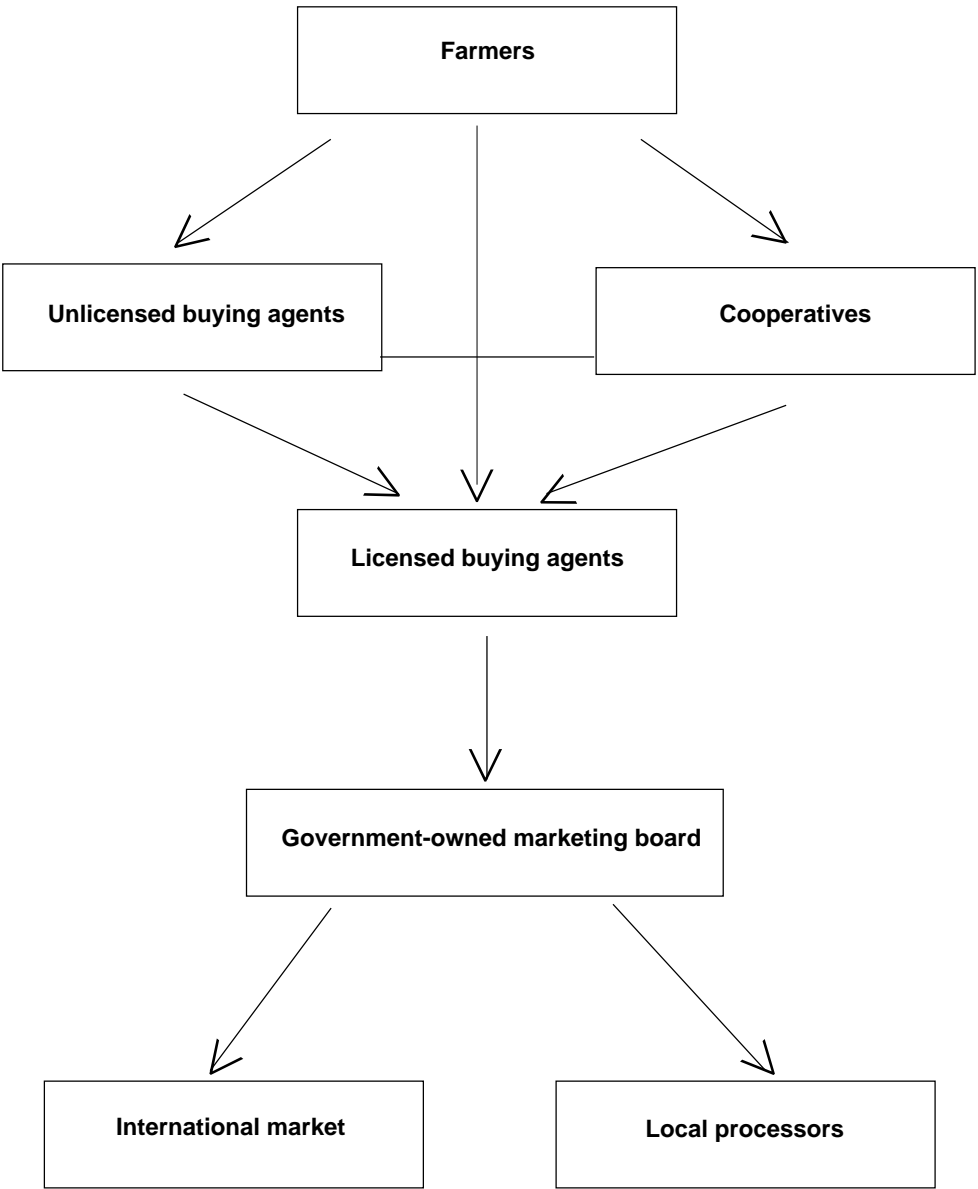 Farmers
Unlicensed buying agents
Cooperatives
Licensed buying agents
Government-owned marketing board
International market
Local processors